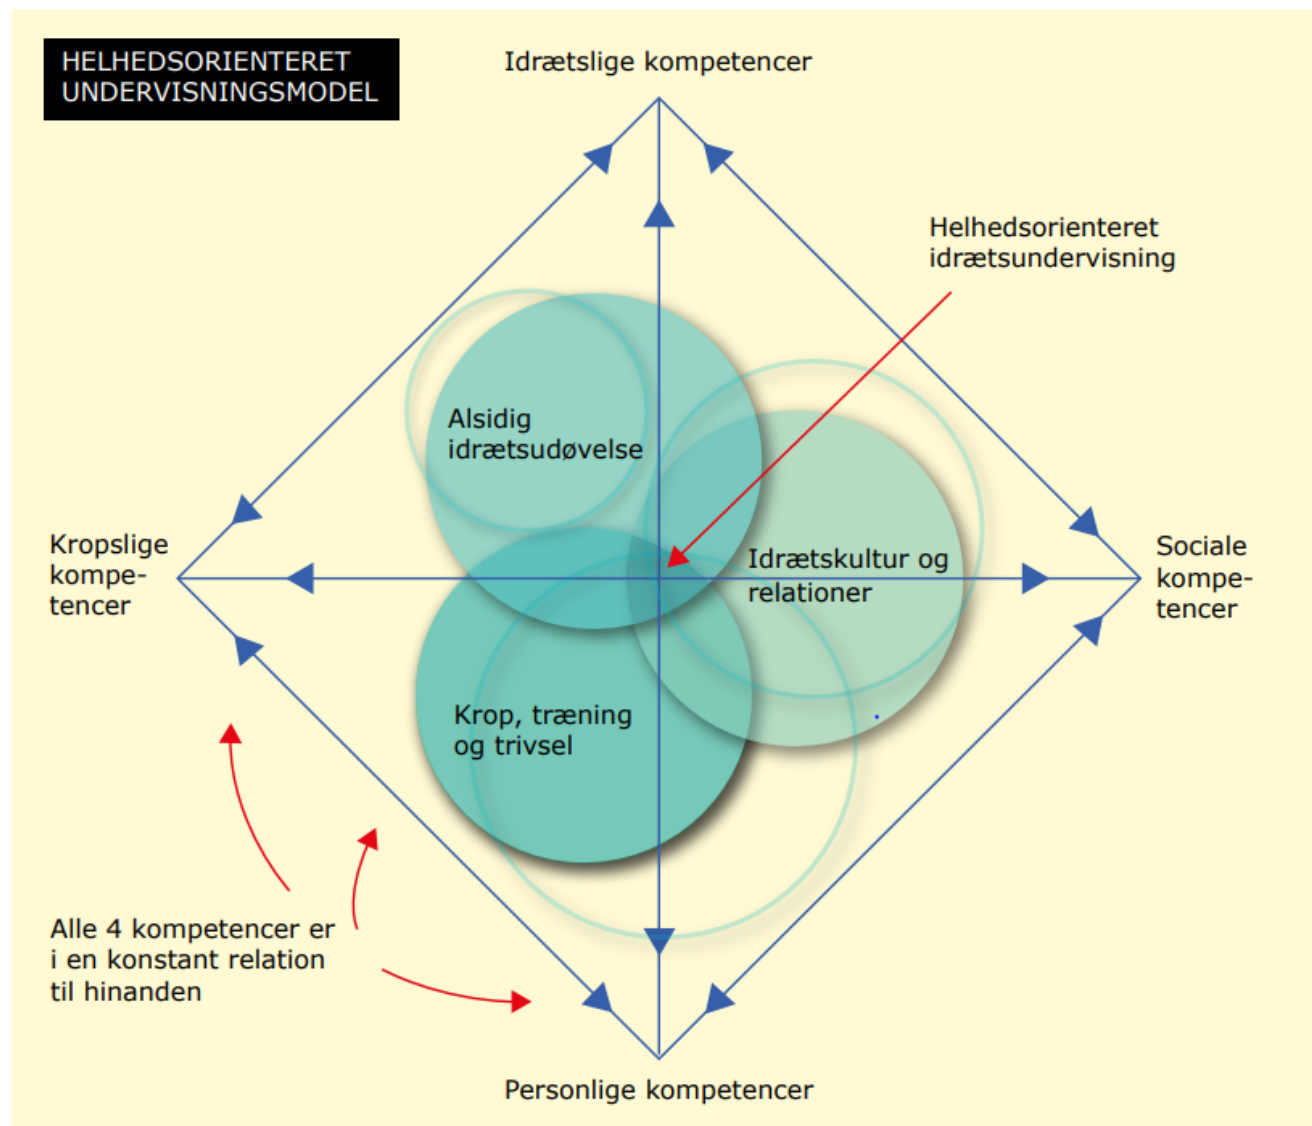 HELHEDSORIENTERET
UNDERVISNINGSMODEL
Idrætslige kompetencer
Helhedsorienteret
idrætsundervisning
Alsidig
idrætsudøvelse
Kropslige
kompe-
tencer
Idrætskultur og
relationer
Sociale
kompe-
tencer
Krop, træning
og trivsel
Alle 4 kompetencer er
i en konstant relation
til hinanden
Personlige kompetencer